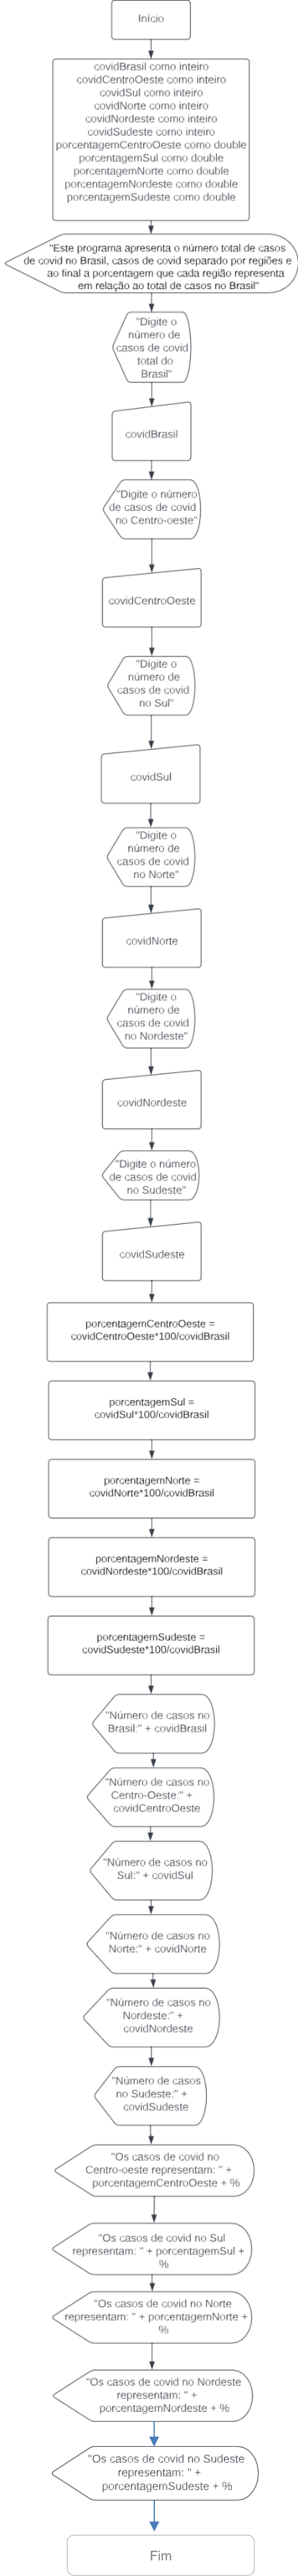 Início
covidBrasil como inteiro
covidCentroOeste como inteiro
covidSul como inteiro
covidNorte como inteiro
covidNordeste como inteiro
covidSudeste como inteiro
porcentagemCentroOeste como double
porcentagemSul como double
porcentagemNorte como double
porcentagemNordeste como double
porcentagemSudeste como double
"Este programa apresenta o número total de casos
de covid no Brasil, casos de covid separado por regiões e
ao final a porcentagem que cada região representa
em relação ao total de casos no Brasil"
"Digite o
número de
casos de covid
total do
Brasil"
covidBrasil
"Digite o número
de casos de covid
no Centro-oeste"
covidCentroOeste
"Digite o
número de
casos de covid
no Sul"
covidSul
"Digite o
número de
casos de covid
no Norte"
covidNorte
"Digite o
número de
casos de covid
no Nordeste"
covidNordeste
"Digite o número
de casos de covid
no Sudeste"
covidSudeste
porcentagemCentroOeste =
covidCentroOeste*100/covidBrasil
porcentagemSul =
covidSul*100/covidBrasil
porcentagemNorte =
covidNorte*100/covidBrasil
porcentagemNordeste =
covidNordeste*100/covidBrasil
porcentagemSudeste =
covidSudeste*100/covidBrasil
"Número de casos no
Brasil:" + covidBrasil
"Número de casos no
Centro-Oeste:" +
covidCentroOeste
"Número de casos no
Sul:" + covidSul
"Número de casos no
Norte:" + covidNorte
"Número de casos no
Nordeste:" +
covidNordeste
"Número de casos
no Sudeste:" +
covidSudeste
"Os casos de covid no
Centro-oeste representam: " +
porcentagemCentroOeste + %
"Os casos de covid no Sul
representam: " + porcentagemSul +
%
"Os casos de covid no Norte
representam: " + porcentagemNorte +
%
"Os casos de covid no Nordeste
representam: " +
porcentagemNordeste + %
"Os casos de covid no Sudeste
representam: " +
porcentagemSudeste + %
Fim